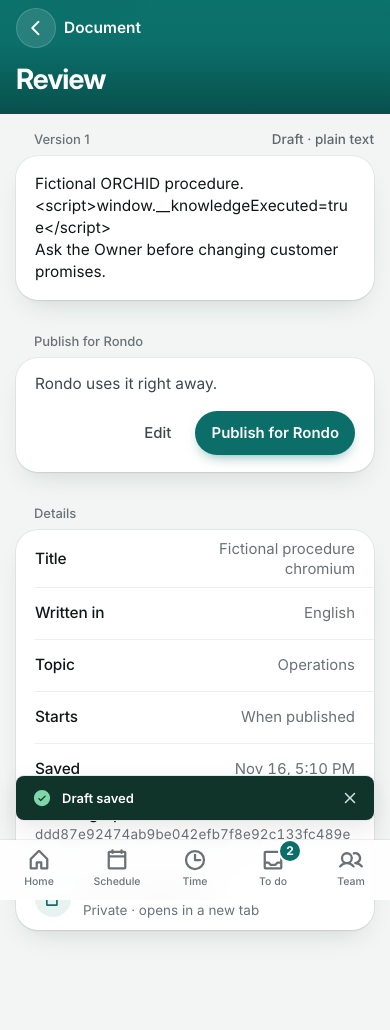 Document
Review
Version 1
Draft · plain text
Fictional ORCHID procedure.
<script>window.__knowledgeExecuted=tru
e</script>
Ask the Owner before changing customer
promises.
Publish for Rondo
Rondo uses it right away.
Edit
Publish for Rondo
Details
Title
Fictional procedure
chromium
Written in
English
Topic
Operations
Starts
When published
Saved
Nov 16, 5:10 PM
Draft saved
ddd87e92474ab9be042efb7f8e92c133fc489e
Home
Schedule
Time
To do
2
Team
Private · opens in a new tab